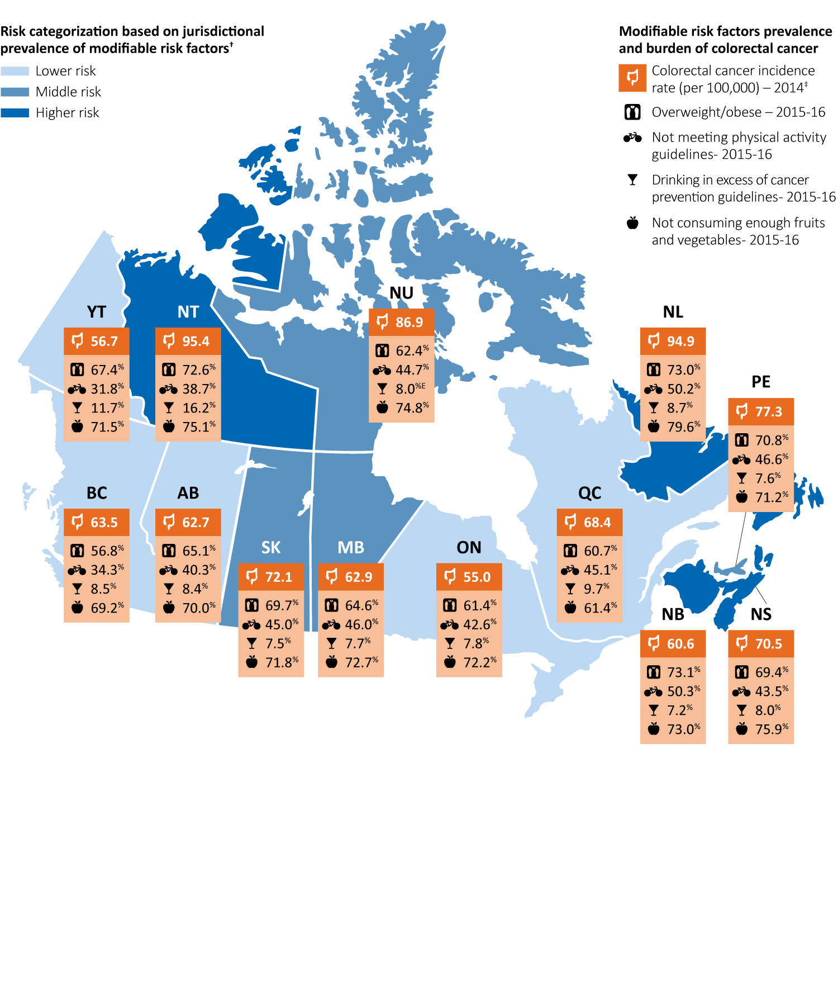 Risk categorization based on jurisdictional
prevalence of modifiable risk factors†
Lower risk
Middle risk
Higher risk
Modifiable risk factors prevalence
and burden of colorectal cancer
Colorectal cancer incidence
rate (per 100,000) – 2014‡
Overweight/obese – 2015-16
Not meeting physical activity
guidelines- 2015-16
Drinking in excess of cancer
prevention guidelines- 2015-16
Not consuming enough fruits
and vegetables- 2015-16
YT
56.7
67.4%
31.8%
11.7%
71.5%
NT
95.4
72.6%
38.7%
16.2%
75.1%
NU
86.9
62.4%
44.7%
8.0%E
74.8%
NL
94.9
73.0%
50.2%
8.7%
79.6%
PE
77.3
70.8%
46.6%
7.6%
71.2%
BC
63.5
56.8%
34.3%
8.5%
69.2%
AB
62.7
65.1%
40.3%
8.4%
70.0%
SK
72.1
69.7%
45.0%
7.5%
71.8%
MB
62.9
64.6%
46.0%
7.7%
72.7%
ON
55.0
61.4%
42.6%
7.8%
72.2%
QC
68.4
60.7%
45.1%
9.7%
61.4%
NB
60.6
73.1%
50.3%
7.2%
73.0%
NS
70.5
69.4%
43.5%
8.0%
75.9%